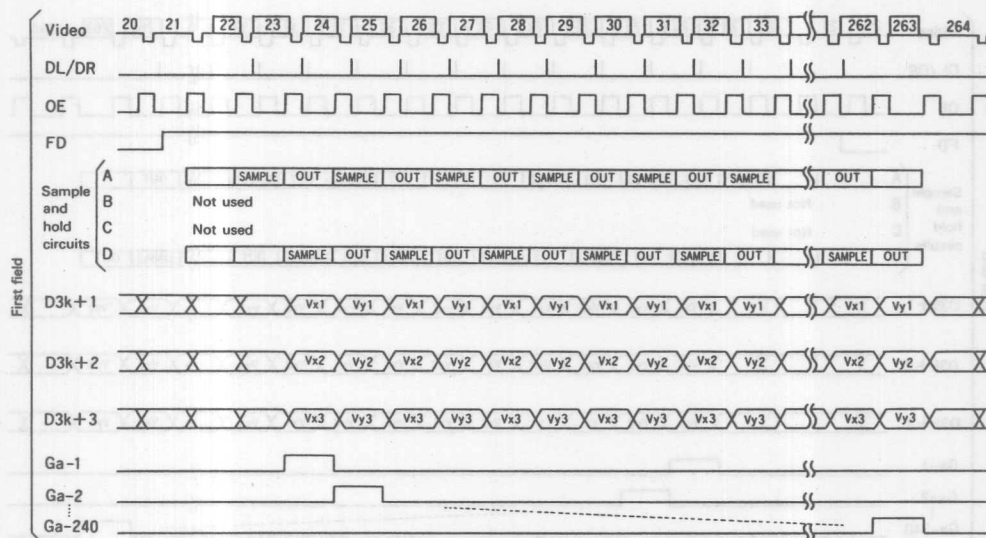 First field
Video 20 21 22 23 24 25 26 27 28 29 30 31 32 33 262 263 264
DL/DR
OE
FD
Sample and hold circuits
A SAMPLE OUT SAMPLE OUT SAMPLE OUT SAMPLE OUT SAMPLE OUT SAMPLE OUT
B Not used
C Not used
D SAMPLE OUT SAMPLE OUT SAMPLE OUT SAMPLE OUT SAMPLE OUT SAMPLE OUT
D3k+1 Vx1 Vy1 Vx1 Vy1 Vx1 Vy1 Vx1 Vy1 Vx1 Vy1 Vx1 Vy1
D3k+2 Vx2 Vy2 Vx2 Vy2 Vx2 Vy2 Vx2 Vy2 Vx2 Vy2 Vx2 Vy2
D3k+3 Vx3 Vy3 Vx3 Vy3 Vx3 Vy3 Vx3 Vy3 Vx3 Vy3 Vx3 Vy3
Ga-1
Ga-2
Ga-240